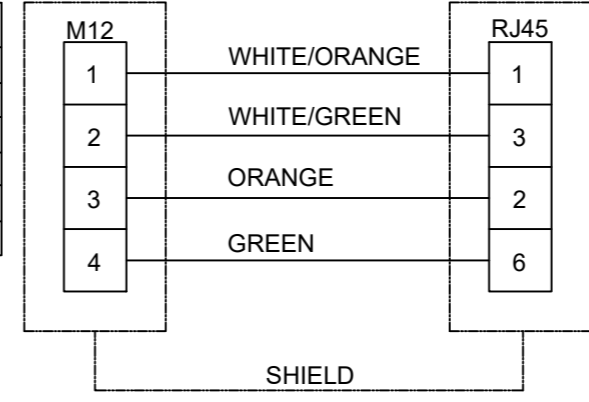 M12 RJ45
1 WHITE/ORANGE 1
2 WHITE/GREEN 3
3 ORANGE 2
4 GREEN 6
SHIELD